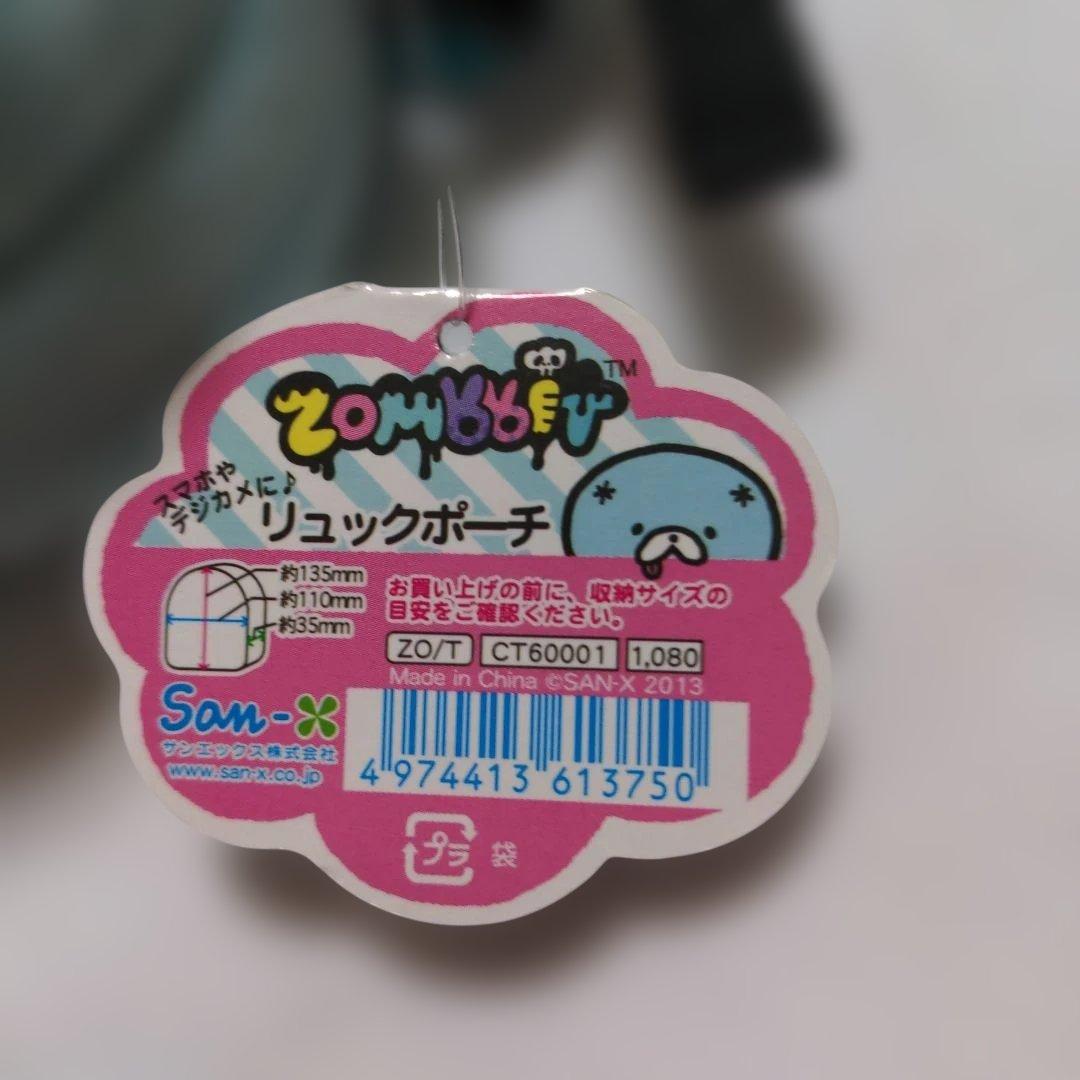 ZOMBBET™
スマホや
デジカメに♪
リュックポーチ
約135mm
約110mm
約35mm
お買い上げの前に、収納サイズの
目安をご確認ください。
ZO/T CT60001 1,080
Made in China ©SAN-X 2013
San-X
サンエックス株式会社
www.san-x.co.jp
4 974413 613750
プラ 袋